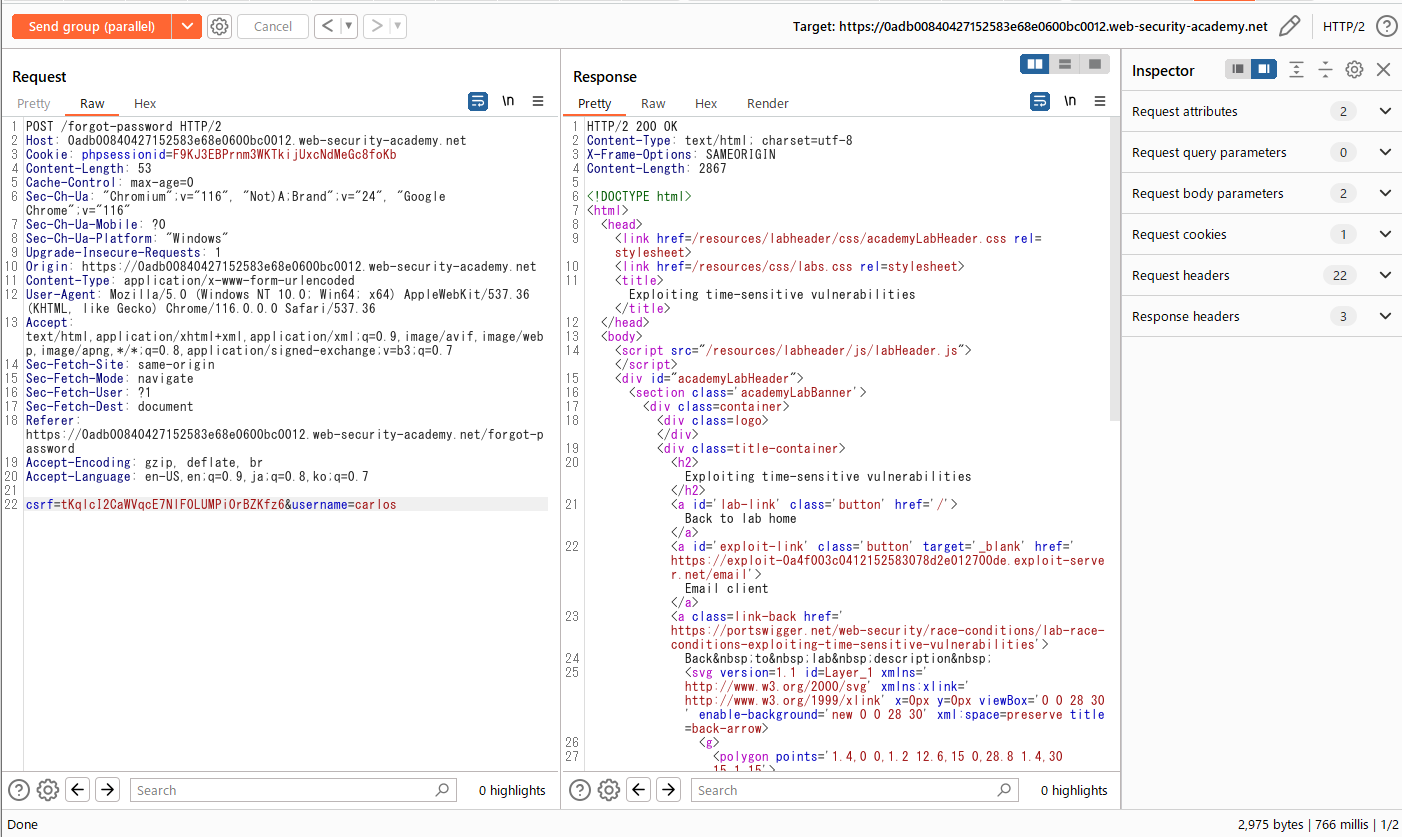 Send group (parallel)
Cancel
Target: https://0adb00840427152583e68e0600bc0012.web-security-academy.net
HTTP/2
Request
Pretty Raw Hex
\n
1 POST /forgot-password HTTP/2
2 Host: 0adb00840427152583e68e0600bc0012.web-security-academy.net
3 Cookie: phpsessionid=F9KJ3EBPrnm3WKTkijUxcNdMeGc8foKb
4 Content-Length: 53
5 Cache-Control: max-age=0
6 Sec-Ch-Ua: "Chromium";v="116", "Not)A;Brand";v="24", "Google
Chrome";v="116"
7 Sec-Ch-Ua-Mobile: ?0
8 Sec-Ch-Ua-Platform: "Windows"
9 Upgrade-Insecure-Requests: 1
10 Origin: https://0adb00840427152583e68e0600bc0012.web-security-academy.net
11 Content-Type: application/x-www-form-urlencoded
12 User-Agent: Mozilla/5.0 (Windows NT 10.0; Win64; x64) AppleWebKit/537.36
(KHTML, like Gecko) Chrome/116.0.0.0 Safari/537.36
13 Accept:
text/html,application/xhtml+xml,application/xml;q=0.9,image/avif,image/web
p,image/apng,*/*;q=0.8,application/signed-exchange;v=b3;q=0.7
14 Sec-Fetch-Site: same-origin
15 Sec-Fetch-Mode: navigate
16 Sec-Fetch-User: ?1
17 Sec-Fetch-Dest: document
18 Referer:
https://0adb00840427152583e68e0600bc0012.web-security-academy.net/forgot-p
assword
19 Accept-Encoding: gzip, deflate, br
20 Accept-Language: en-US,en;q=0.9,ja;q=0.8,ko;q=0.7
21
22 csrf=tKqlcI2CaWVqcE7NlFOLUMPiOrBZKfz6&username=carlos
Search
0 highlights
Response
Pretty Raw Hex Render
\n
1 HTTP/2 200 OK
2 Content-Type: text/html; charset=utf-8
3 X-Frame-Options: SAMEORIGIN
4 Content-Length: 2867
5
6 <!DOCTYPE html>
7 <html>
8 <head>
9 <link href=/resources/labheader/css/academyLabHeader.css rel=
stylesheet>
10 <link href=/resources/css/labs.css rel=stylesheet>
11 <title>
Exploiting time-sensitive vulnerabilities
</title>
12 </head>
13 <body>
14 <script src="/resources/labheader/js/labHeader.js">
</script>
15 <div id="academyLabHeader">
16 <section class='academyLabBanner'>
17 <div class=container>
18 <div class=logo>
</div>
19 <div class=title-container>
20 <h2>
Exploiting time-sensitive vulnerabilities
</h2>
21 <a id='lab-link' class='button' href='/'>
Back to lab home
</a>
22 <a id='exploit-link' class='button' target='_blank' href='
https://exploit-0a4f003c0412152583078d2e012700de.exploit-serve
r.net/email'>
Email client
</a>
23 <a class=link-back href='
https://portswigger.net/web-security/race-conditions/lab-race-
conditions-exploiting-time-sensitive-vulnerabilities'>
24 Back&nbsp;to&nbsp;lab&nbsp;description&nbsp;
25 <svg version=1.1 id=Layer_1 xmlns='
http://www.w3.org/2000/svg' xmlns:xlink='
http://www.w3.org/1999/xlink' x=0px y=0px viewBox='0 0 28 30
' enable-background='new 0 0 28 30' xml:space=preserve title
=back-arrow>
26 <g>
27 <polygon points='1.4,0 0,1.2 12.6,15 0,28.8 1.4,30
15.1,15'>
Search
0 highlights
Inspector
Request attributes 2
Request query parameters 0
Request body parameters 2
Request cookies 1
Request headers 22
Response headers 3
Done
2,975 bytes | 766 millis | 1/2